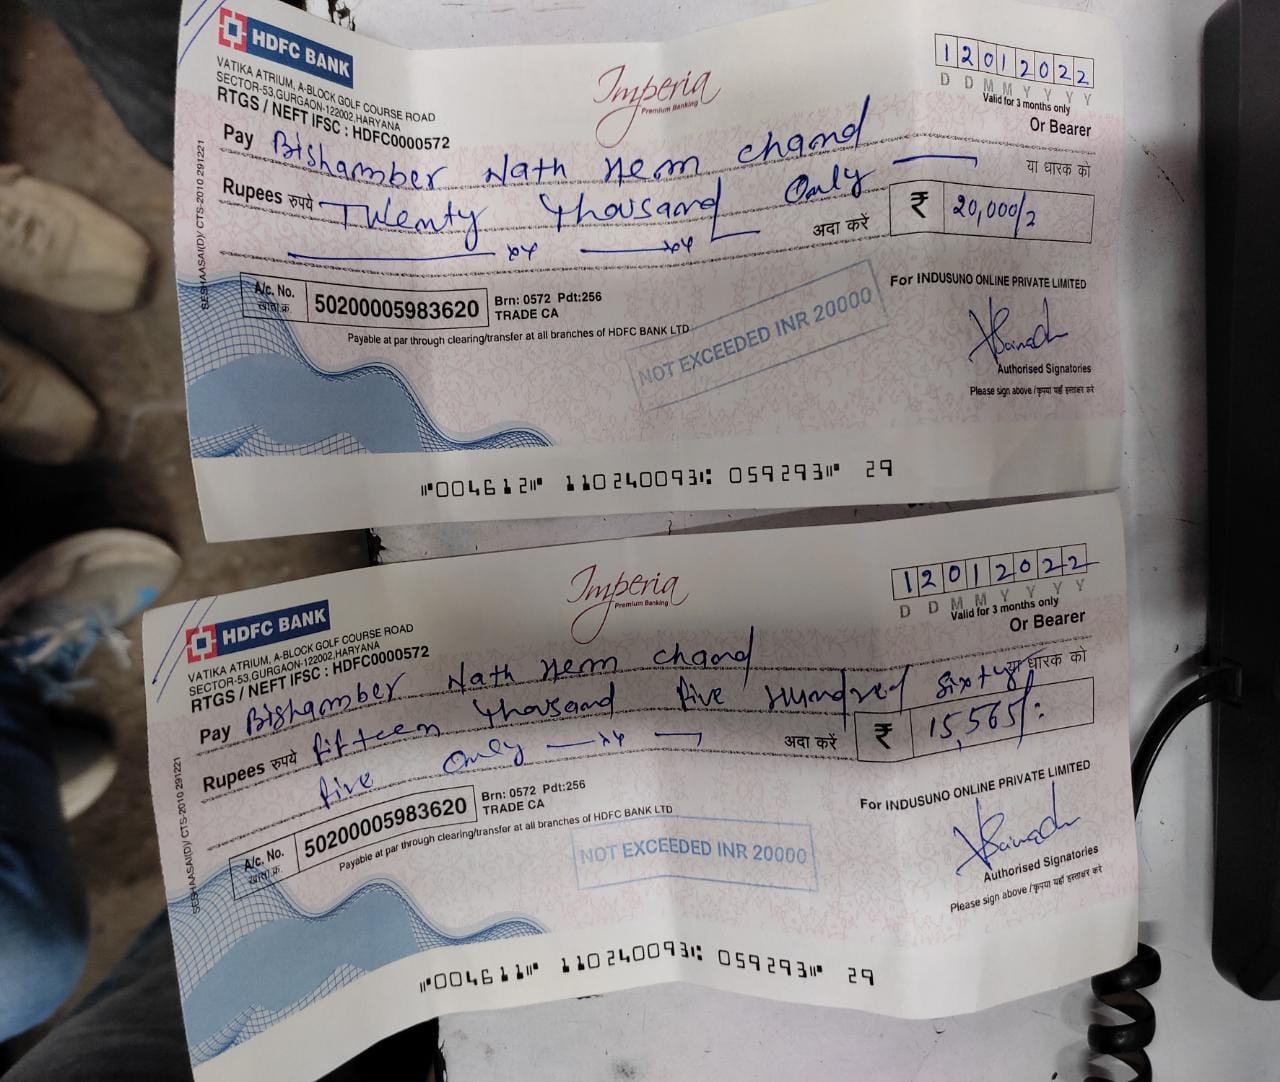 HDFC BANK
VATIKA ATRIUM, A-BLOCK GOLF COURSE ROAD
SECTOR-53,GURGAON-122002,HARYANA
RTGS / NEFT IFSC : HDFC0000572
Imperia
Premium Banking
12012022
D D M M Y Y Y Y
Valid for 3 months only
Or Bearer
Pay Bishamber Nath Hem chand
या धारक को
Rupees रुपये Twenty thousand Only
अदा करें
₹ 20,000/2
A/c. No.
खाता क्र.
50200005983620
Brn: 0572 Pdt:256
TRADE CA
Payable at par through clearing/transfer at all branches of HDFC BANK LTD
NOT EXCEEDED INR 20000
For INDUSUNO ONLINE PRIVATE LIMITED
Authorised Signatories
Please sign above / कृपया यहाँ हस्ताक्षर करे
SESHAASAI(D)/ CTS-2010 291221
⑈004612⑈ 110240093⑆ 059293⑈ 29
HDFC BANK
VATIKA ATRIUM, A-BLOCK GOLF COURSE ROAD
SECTOR-53,GURGAON-122002,HARYANA
RTGS / NEFT IFSC : HDFC0000572
Imperia
Premium Banking
12012022
D D M M Y Y Y Y
Valid for 3 months only
Or Bearer
Pay Bishamber Nath Hem chand
या धारक को
Rupees रुपये fifteen thousand five Hundred sixty
five Only
अदा करें
₹ 15,565/:
A/c. No.
खाता क्र.
50200005983620
Brn: 0572 Pdt:256
TRADE CA
Payable at par through clearing/transfer at all branches of HDFC BANK LTD
NOT EXCEEDED INR 20000
For INDUSUNO ONLINE PRIVATE LIMITED
Authorised Signatories
Please sign above / कृपया यहाँ हस्ताक्षर करे
SESHAASAI(D)/ CTS-2010 291221
⑈004611⑈ 110240093⑆ 059293⑈ 29